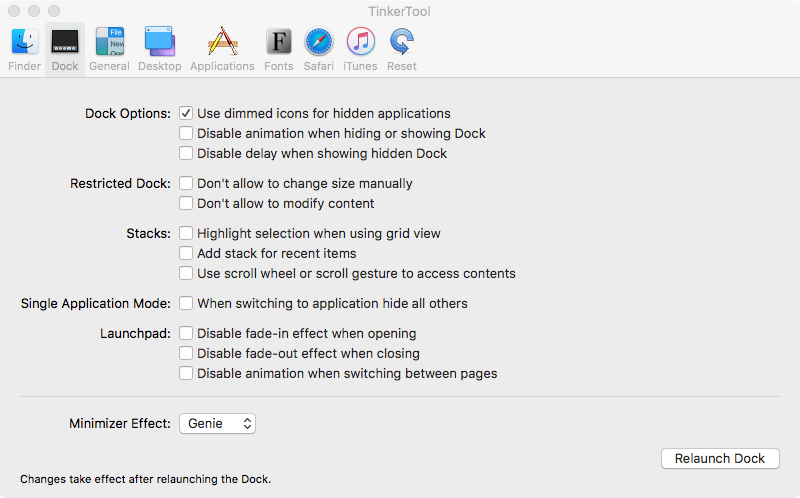 TinkerTool
Finder Dock General Desktop Applications Fonts Safari iTunes Reset
File
New
F
Dock Options: Use dimmed icons for hidden applications
Disable animation when hiding or showing Dock
Disable delay when showing hidden Dock
Restricted Dock: Don't allow to change size manually
Don't allow to modify content
Stacks: Highlight selection when using grid view
Add stack for recent items
Use scroll wheel or scroll gesture to access contents
Single Application Mode: When switching to application hide all others
Launchpad: Disable fade-in effect when opening
Disable fade-out effect when closing
Disable animation when switching between pages
Minimizer Effect: Genie
Relaunch Dock
Changes take effect after relaunching the Dock.